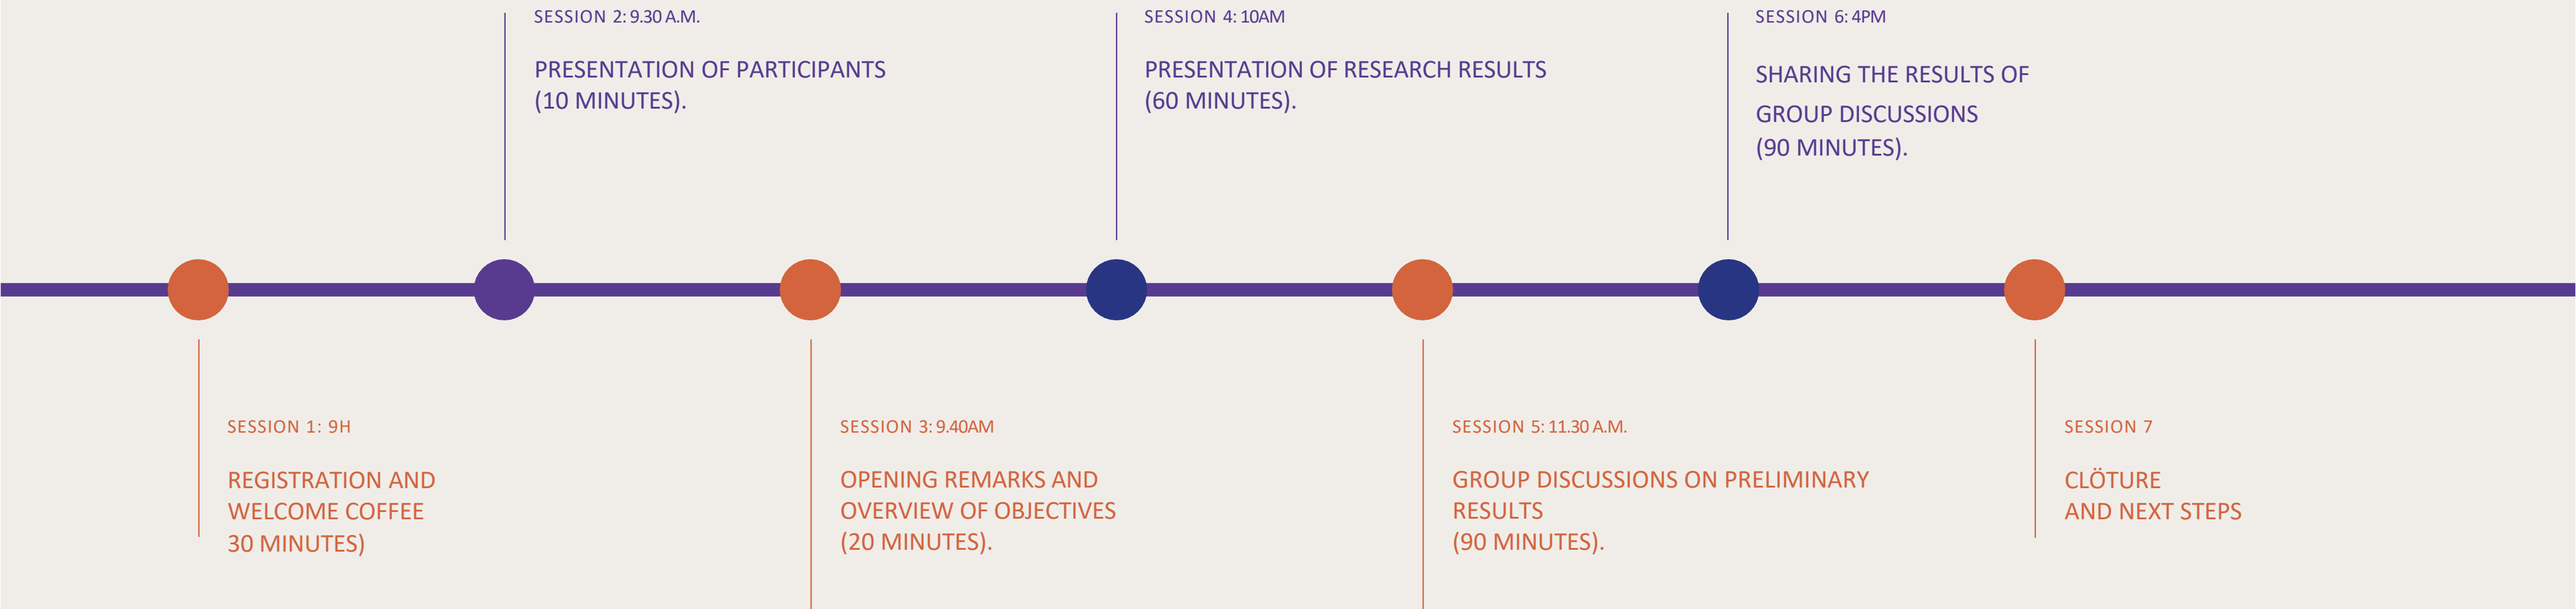 SESSION 1: 9H
REGISTRATION AND
WELCOME COFFEE
30 MINUTES)
SESSION 2: 9.30 A.M.
PRESENTATION OF PARTICIPANTS
(10 MINUTES).
SESSION 3: 9.40AM
OPENING REMARKS AND
OVERVIEW OF OBJECTIVES
(20 MINUTES).
SESSION 4: 10AM
PRESENTATION OF RESEARCH RESULTS
(60 MINUTES).
SESSION 5: 11.30 A.M.
GROUP DISCUSSIONS ON PRELIMINARY
RESULTS
(90 MINUTES).
SESSION 6: 4PM
SHARING THE RESULTS OF
GROUP DISCUSSIONS
(90 MINUTES).
SESSION 7
CLÖTURE
AND NEXT STEPS